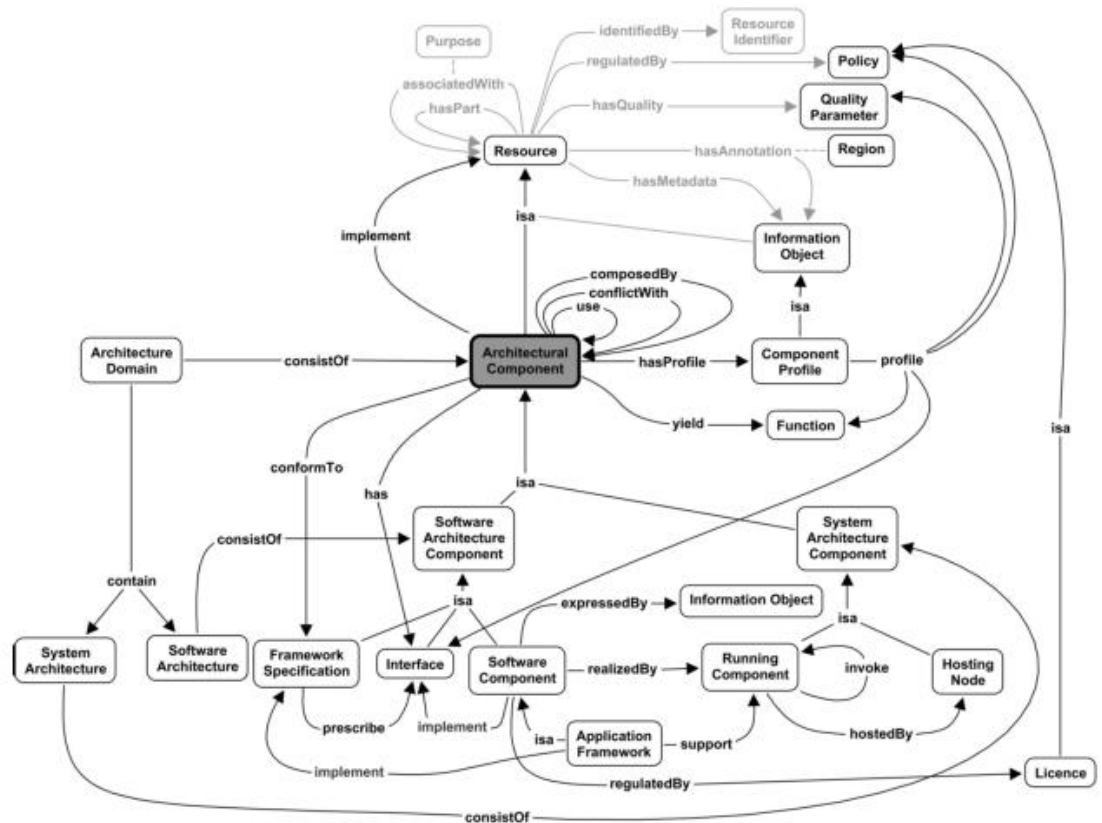 Purpose
identifiedBy
Resource
Identifier
regulatedBy
Policy
associatedWith
hasPart
hasQuality
Quality
Parameter
Resource
hasAnnotation
Region
hasMetadata
isa
implement
Information
Object
composedBy
conflictWith
use
isa
Architecture
Domain
consistOf
Architectural
Component
hasProfile
Component
Profile
profile
yield
Function
isa
conformTo
has
isa
consistOf
Software
Architecture
Component
System
Architecture
Component
contain
isa
expressedBy
Information Object
isa
System
Architecture
Software
Architecture
Framework
Specification
Interface
Software
Component
realizedBy
Running
Component
invoke
Hosting
Node
prescribe
implement
isa
Application
Framework
support
hostedBy
implement
regulatedBy
Licence
consistOf